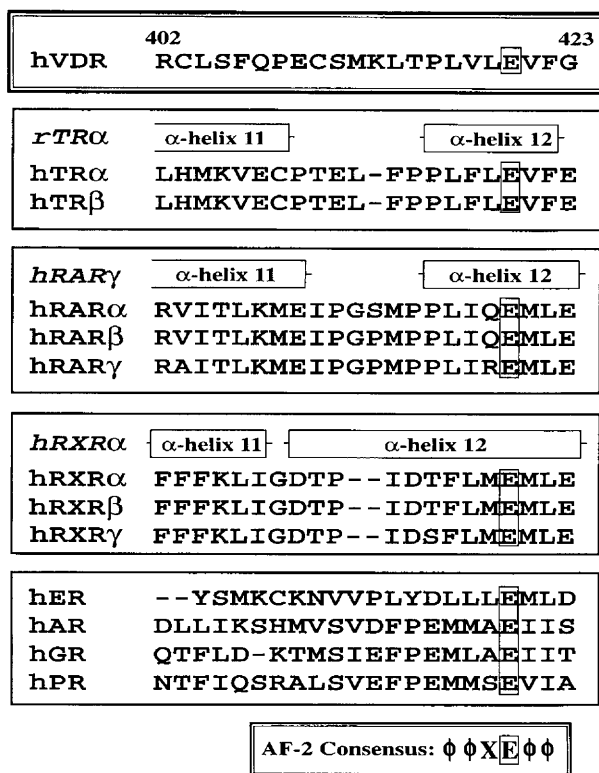 402 423
hVDR RCLSFQPECSMKLTPLVLEVFG
rTRα α-helix 11 α-helix 12
hTRα LHMKVECPTEL-FPPLFLEVFE
hTRβ LHMKVECPTEL-FPPLFLEVFE
hRARγ α-helix 11 α-helix 12
hRARα RVITLKMEIPGSMPPLIQEMLE
hRARβ RVITLKMEIPGPMPPLIQEMLE
hRARγ RAITLKMEIPGPMPPLIREMLE
hRXRα α-helix 11 α-helix 12
hRXRα FFFKLIGDTP--IDTFLMEMLE
hRXRβ FFFKLIGDTP--IDTFLMEMLE
hRXRγ FFFKLIGDTP--IDSFLMEMLE
hER --YSMKCKNVVPLYDLLLEMLD
hAR DLLIKSHMVSVDFPEMMAEIIS
hGR QTFLD-KTMSIEFPEMLAEIIT
hPR NTFIQSRALSVEFPEMMSEVIA
AF-2 Consensus: ϕ ϕ X E ϕ ϕ